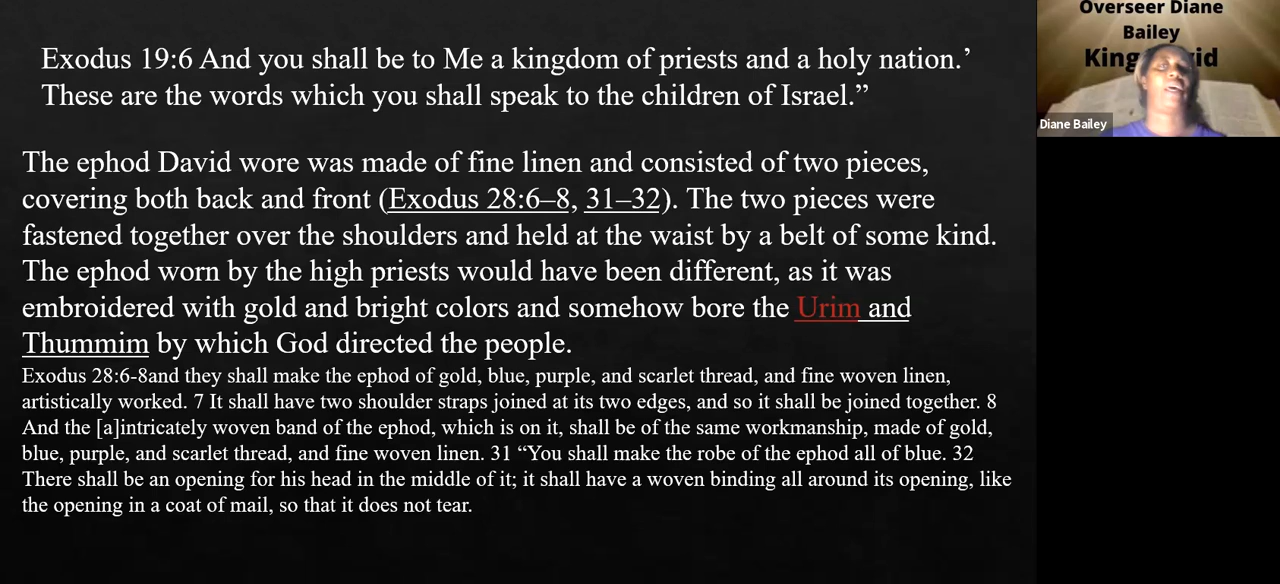 Exodus 19:6 And you shall be to Me a kingdom of priests and a holy nation.’
These are the words which you shall speak to the children of Israel.”
The ephod David wore was made of fine linen and consisted of two pieces,
covering both back and front (Exodus 28:6–8, 31–32). The two pieces were
fastened together over the shoulders and held at the waist by a belt of some kind.
The ephod worn by the high priests would have been different, as it was
embroidered with gold and bright colors and somehow bore the Urim and
Thummim by which God directed the people.
Exodus 28:6-8and they shall make the ephod of gold, blue, purple, and scarlet thread, and fine woven linen,
artistically worked. 7 It shall have two shoulder straps joined at its two edges, and so it shall be joined together. 8
And the [a]intricately woven band of the ephod, which is on it, shall be of the same workmanship, made of gold,
blue, purple, and scarlet thread, and fine woven linen. 31 “You shall make the robe of the ephod all of blue. 32
There shall be an opening for his head in the middle of it; it shall have a woven binding all around its opening, like
the opening in a coat of mail, so that it does not tear.
Overseer Diane
Bailey
Diane Bailey